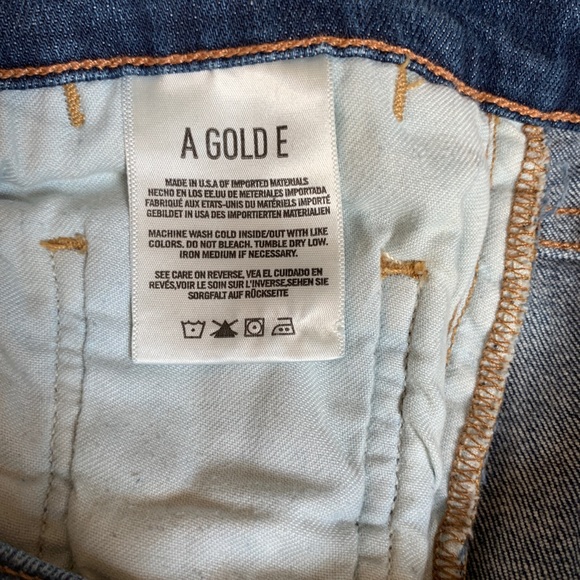 A GOLD E
MADE IN U.S.A OF IMPORTED MATERIALS
HECHO EN LOS EE.UU DE METERIALES IMPORTABA
FABRIQUÉ AUX ETATS-UNIS DU MATÉRIELS IMPORTÉ
GEBILDET IN USA DES IMPORTIERTEN MATERIALIEN
MACHINE WASH COLD INSIDE/OUT WITH LIKE
COLORS. DO NOT BLEACH. TUMBLE DRY LOW.
IRON MEDIUM IF NECESSARY.
SEE CARE ON REVERSE, VEA EL CUIDADO EN
REVÉS,VOIR LE SOIN SUR L'INVERSE,SEHEN SIE
SORGFALT AUF RÜCKSEITE